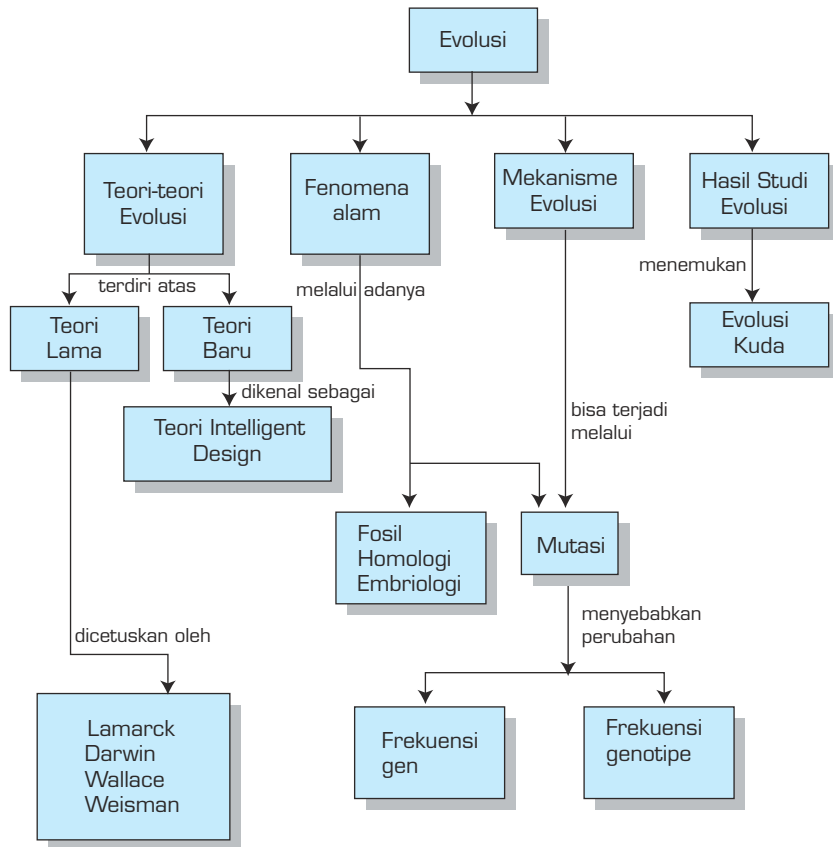 Evolusi
Teori-teori
Evolusi
Fenomena
alam
Mekanisme
Evolusi
Hasil Studi
Evolusi
terdiri atas
melalui adanya
menemukan
Teori
Lama
Teori
Baru
Evolusi
Kuda
dikenal sebagai
bisa terjadi
melalui
Teori Intelligent
Design
Fosil
Homologi
Embriologi
Mutasi
dicetuskan oleh
menyebabkan
perubahan
Lamarck
Darwin
Wallace
Weisman
Frekuensi
gen
Frekuensi
genotipe